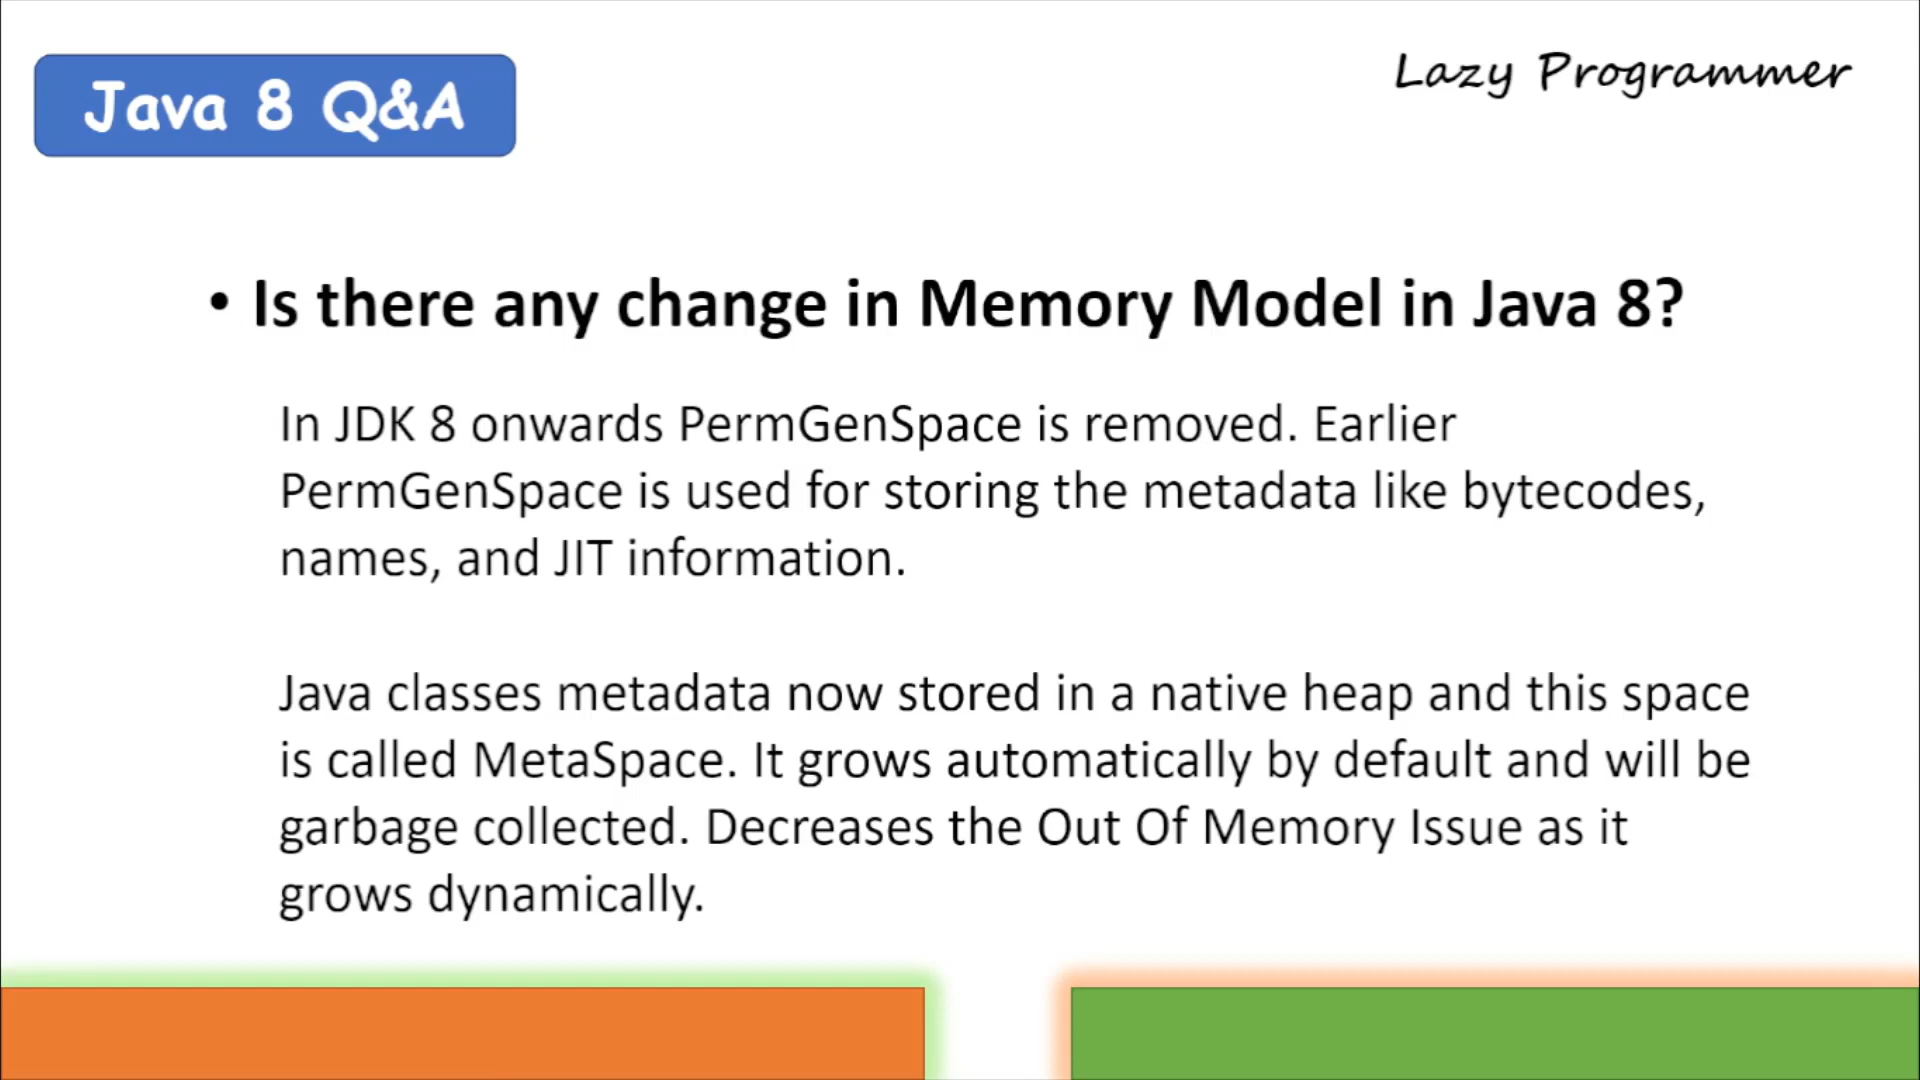 Java 8 Q&A
Lazy Programmer
• Is there any change in Memory Model in Java 8?
In JDK 8 onwards PermGenSpace is removed. Earlier
PermGenSpace is used for storing the metadata like bytecodes,
names, and JIT information.
Java classes metadata now stored in a native heap and this space
is called MetaSpace. It grows automatically by default and will be
garbage collected. Decreases the Out Of Memory Issue as it
grows dynamically.